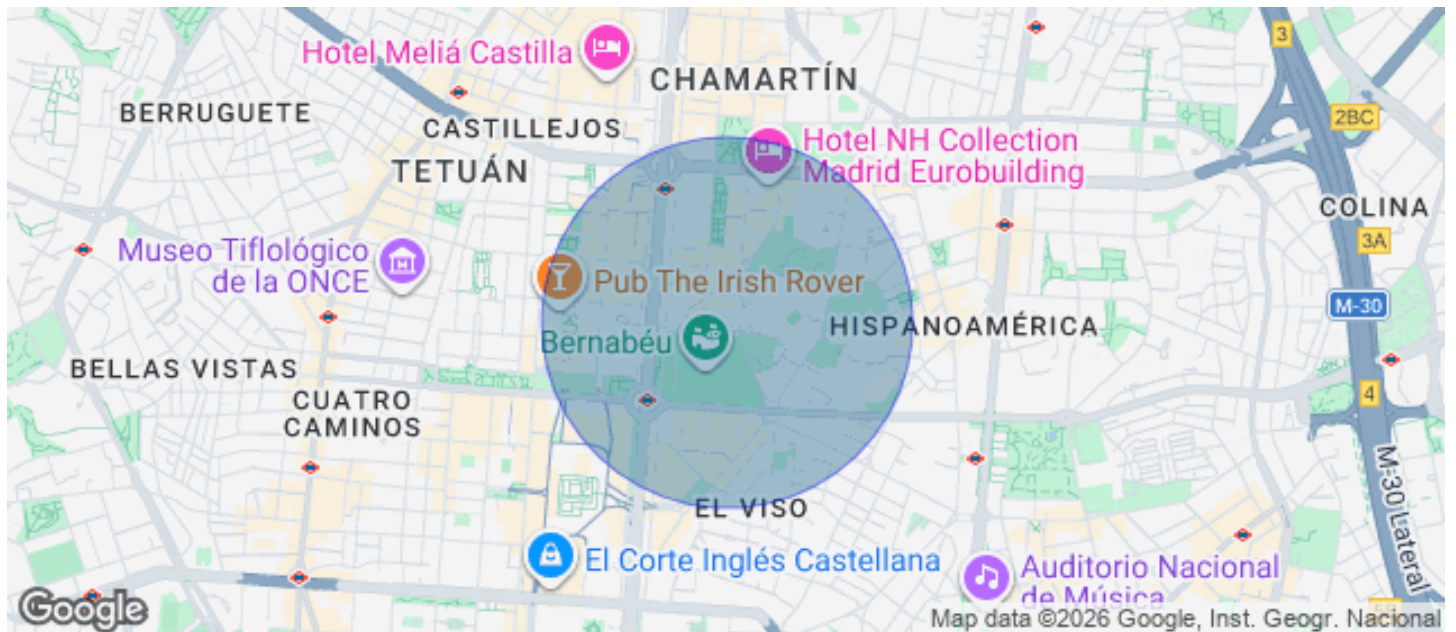 3
Hotel Meliá Castilla
CHAMARTÍN
BERRUGUETE
2BC
CASTILLEJOS
Hotel NH Collection
Madrid Eurobuilding
TETUÁN
COLINA
3A
Museo Tiflológico
de la ONCE
Pub The Irish Rover
M-30
HISPANOAMÉRICA
Bernabéu
BELLAS VISTAS
4
CUATRO
CAMINOS
M-30 Lateral
EL VISO
El Corte Inglés Castellana
Auditorio Nacional
de Música
Google
Map data ©2026 Google, Inst. Geogr. Nacional